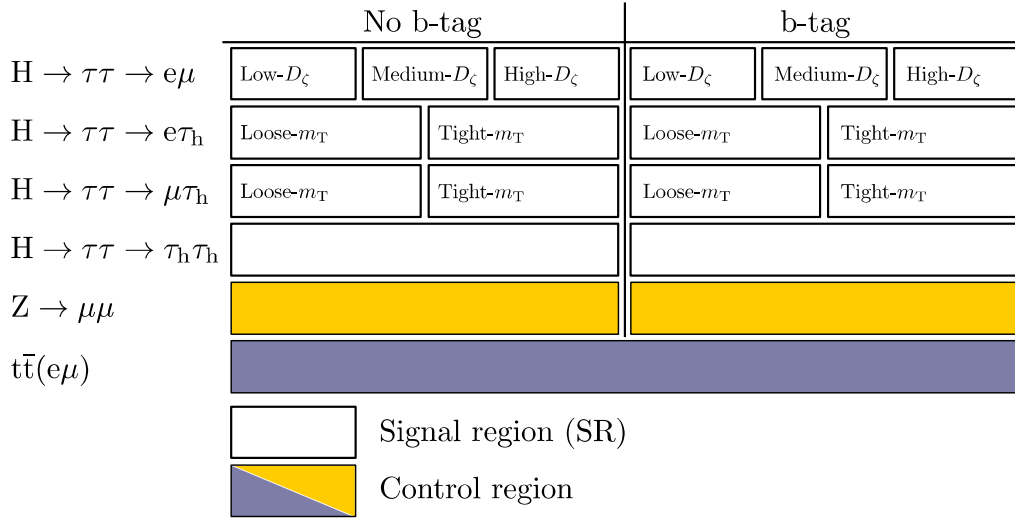 No b-tag b-tag
H → ττ → eμ Low-D_ζ Medium-D_ζ High-D_ζ Low-D_ζ Medium-D_ζ High-D_ζ
H → ττ → eτ_h Loose-m_T Tight-m_T Loose-m_T Tight-m_T
H → ττ → μτ_h Loose-m_T Tight-m_T Loose-m_T Tight-m_T
H → ττ → τ_hτ_h
Z → μμ
tt̄(eμ)
Signal region (SR)
Control region